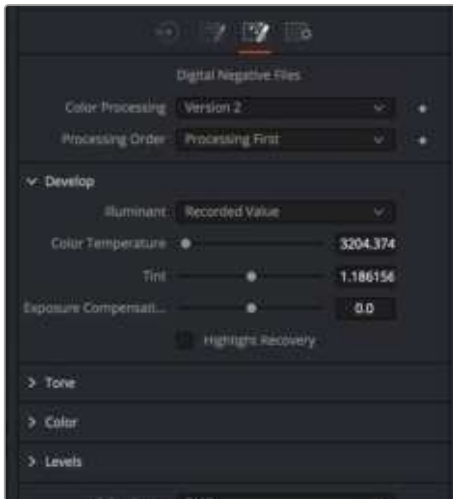 Digital Negative Files
Color Processing Version 2
Processing Order Processing First
Develop
Illuminant Recorded Value
Color Temperature 3204.374
Tint 1.186156
Exposure Compensati... 0.0
Highlight Recovery
Tone
Color
Levels